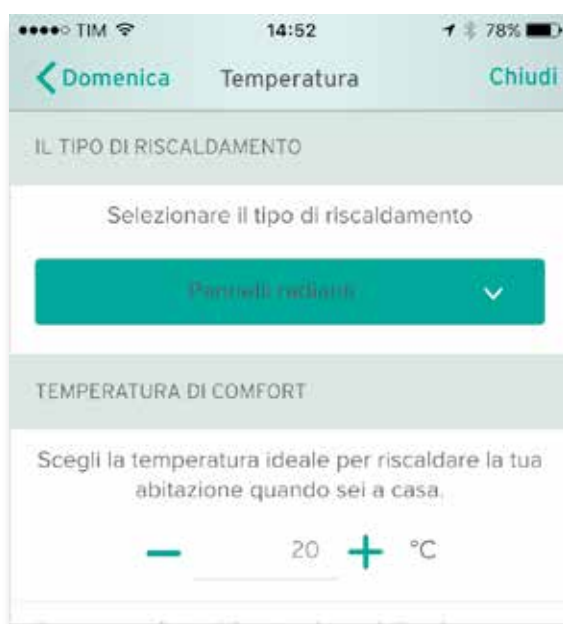 TIM 14:52 78%
Domenica Temperatura Chiudi
IL TIPO DI RISCALDAMENTO
Selezionare il tipo di riscaldamento
Pannelli radianti
TEMPERATURA DI COMFORT
Scegli la temperatura ideale per riscaldare la tua
abitazione quando sei a casa.
20 °C